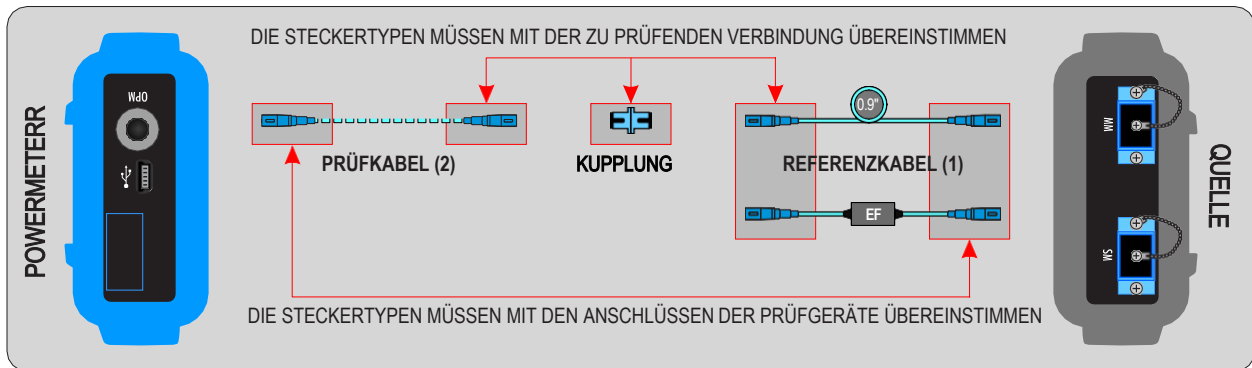 DIE STECKERTYPEN MÜSSEN MIT DER ZU PRÜFENDEN VERBINDUNG ÜBEREINSTIMMEN
POWERMETERR
OPM
PRÜFKABEL (2)
KUPPLUNG
0.9"
REFERENZKABEL (1)
EF
MM
SM
QUELLE
DIE STECKERTYPEN MÜSSEN MIT DEN ANSCHLÜSSEN DER PRÜFGERÄTE ÜBEREINSTIMMEN